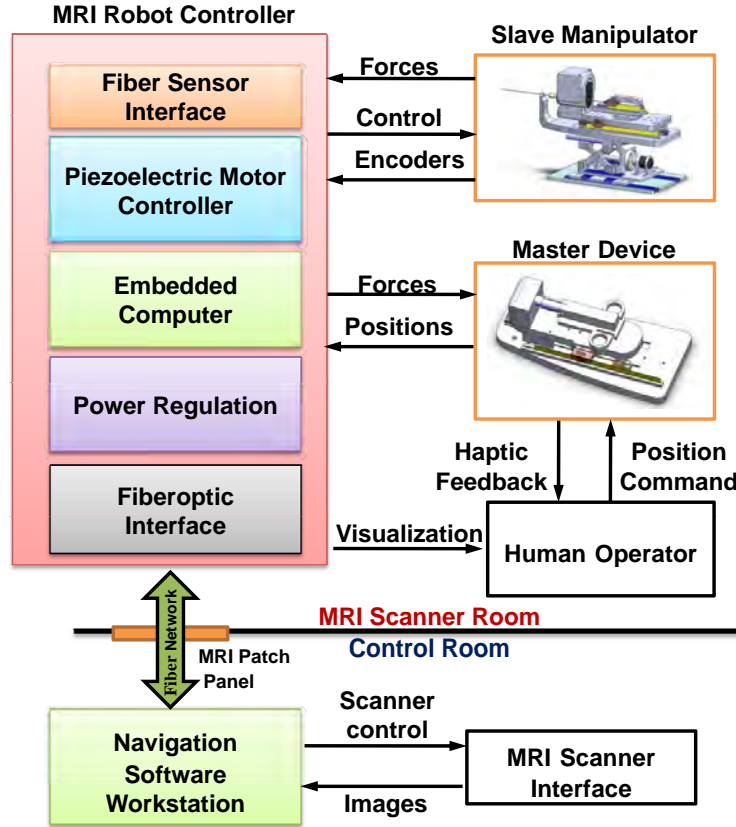 MRI Robot Controller
Fiber Sensor
Interface
Piezoelectric Motor
Controller
Embedded
Computer
Power Regulation
Fiberoptic
Interface
Slave Manipulator
Forces
Control
Encoders
Master Device
Forces
Positions
Haptic
Feedback
Position
Command
Visualization
Human Operator
MRI Scanner Room
Control Room
Fiber Network
MRI Patch
Panel
Navigation
Software
Workstation
Scanner
control
Images
MRI Scanner
Interface